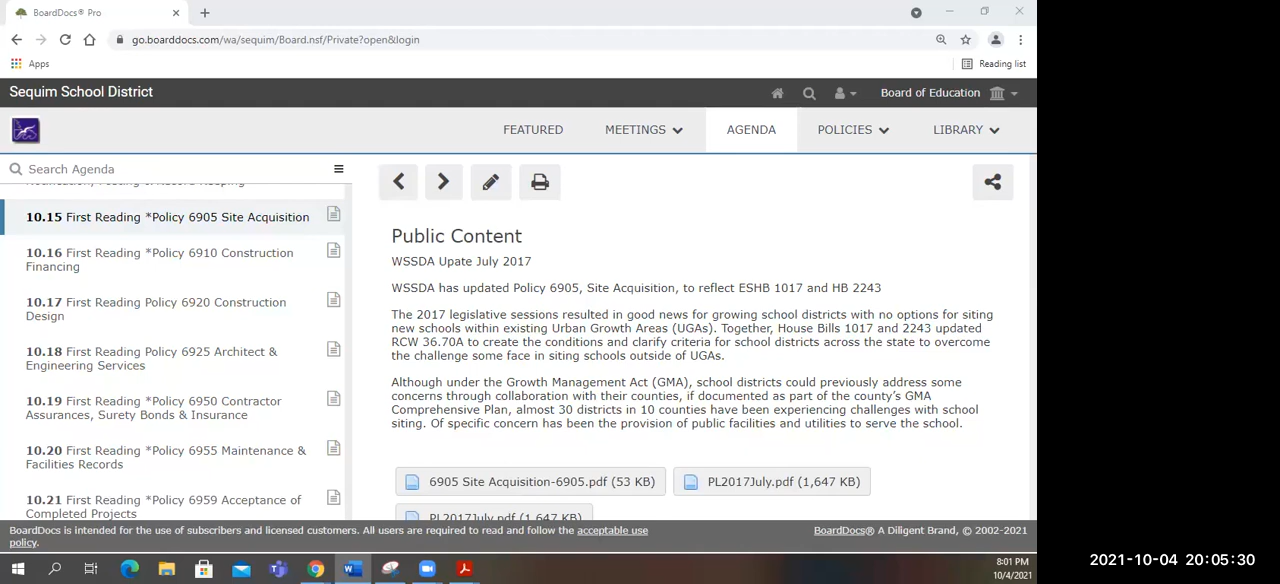 BoardDocs® Pro
go.boarddocs.com/wa/sequim/Board.nsf/Private?open&login
Apps
Reading list
Sequim School District
Board of Education
FEATURED
MEETINGS
AGENDA
POLICIES
LIBRARY
Search Agenda
10.15 First Reading *Policy 6905 Site Acquisition
10.16 First Reading *Policy 6910 Construction
Financing
10.17 First Reading Policy 6920 Construction
Design
10.18 First Reading Policy 6925 Architect &
Engineering Services
10.19 First Reading *Policy 6950 Contractor
Assurances, Surety Bonds & Insurance
10.20 First Reading *Policy 6955 Maintenance &
Facilities Records
10.21 First Reading *Policy 6959 Acceptance of
Completed Projects
Public Content
WSSDA Upate July 2017
WSSDA has updated Policy 6905, Site Acquisition, to reflect ESHB 1017 and HB 2243
The 2017 legislative sessions resulted in good news for growing school districts with no options for siting
new schools within existing Urban Growth Areas (UGAs). Together, House Bills 1017 and 2243 updated
RCW 36.70A to create the conditions and clarify criteria for school districts across the state to overcome
the challenge some face in siting schools outside of UGAs.
Although under the Growth Management Act (GMA), school districts could previously address some
concerns through collaboration with their counties, if documented as part of the county's GMA
Comprehensive Plan, almost 30 districts in 10 counties have been experiencing challenges with school
siting. Of specific concern has been the provision of public facilities and utilities to serve the school.
6905 Site Acquisition-6905.pdf (53 KB)
PL2017July.pdf (1,647 KB)
PL2017July.pdf (1,647 KB)
BoardDocs is intended for the use of subscribers and licensed customers. All users are required to read and follow the acceptable use
policy.
BoardDocs® A Diligent Brand, © 2002-2021
8:01 PM
10/4/2021
2021-10-04 20:05:30